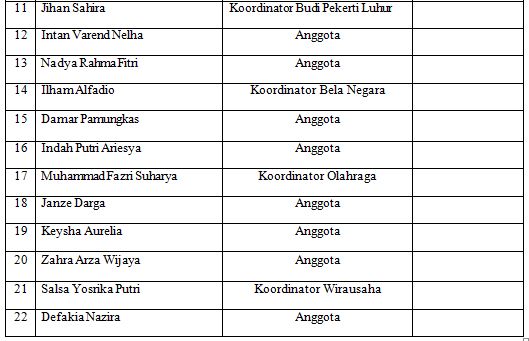 11 Jihan Sahira Koordinator Budi Pekerti Luhur
12 Intan Varend Nelha Anggota
13 Nadya Rahma Fitri Anggota
14 Ilham Alfadio Koordinator Bela Negara
15 Damar Pamungkas Anggota
16 Indah Putri Ariesya Anggota
17 Muhammad Fazri Suharya Koordinator Olahraga
18 Janze Darga Anggota
19 Keysha Aurelia Anggota
20 Zahra Arza Wijaya Anggota
21 Salsa Yosrika Putri Koordinator Wirausaha
22 Defakia Nazira Anggota